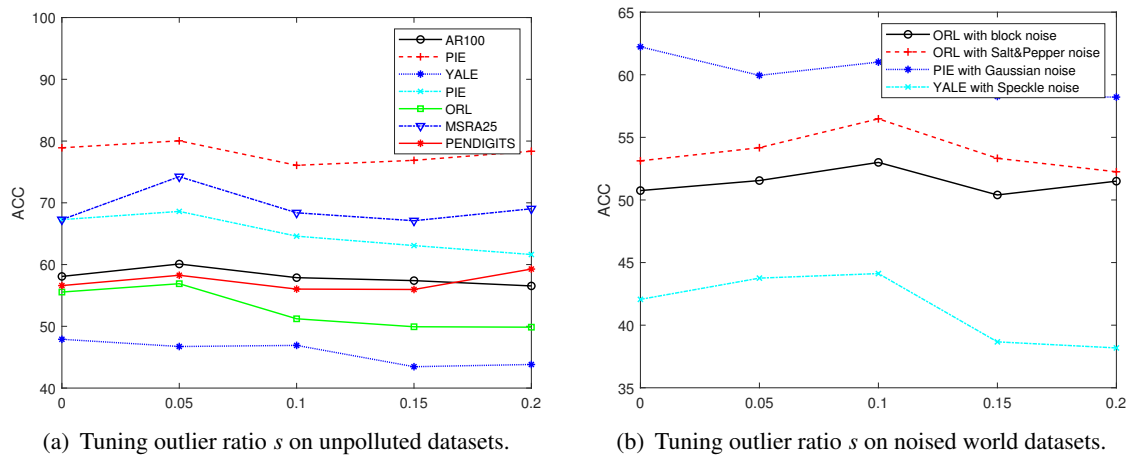 100
90
80
70
60
50
40
ACC
0
0.05
0.1
0.15
0.2
AR100
PIE
YALE
PIE
ORL
MSRA25
PENDIGITS
(a) Tuning outlier ratio s on unpolluted datasets.
65
60
55
50
45
40
35
ACC
0
0.05
0.1
0.15
0.2
ORL with block noise
ORL with Salt&Pepper noise
PIE with Gaussian noise
YALE with Speckle noise
(b) Tuning outlier ratio s on noised world datasets.